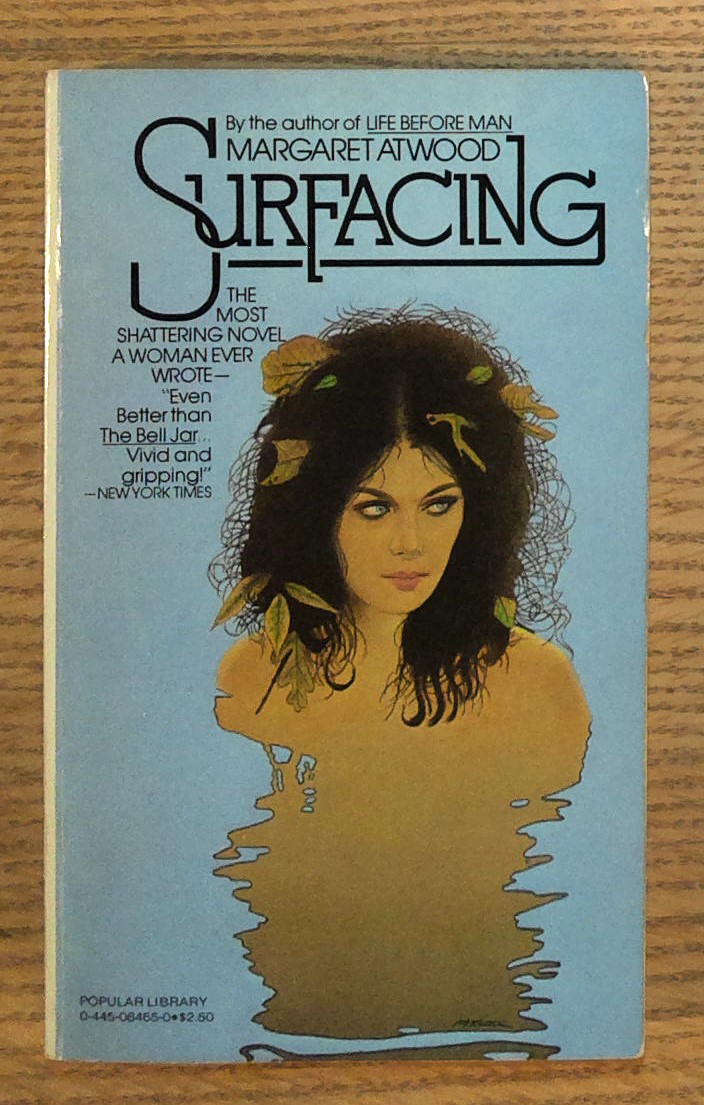 By the author of LIFE BEFORE MAN
MARGARET ATWOOD
SURFACING
THE
MOST
SHATTERING NOVEL
A WOMAN EVER
WROTE—
"Even
Better than
The Bell Jar...
Vivid and
gripping!"
—NEW YORK TIMES
POPULAR LIBRARY
0-445-08465-0•$2.50